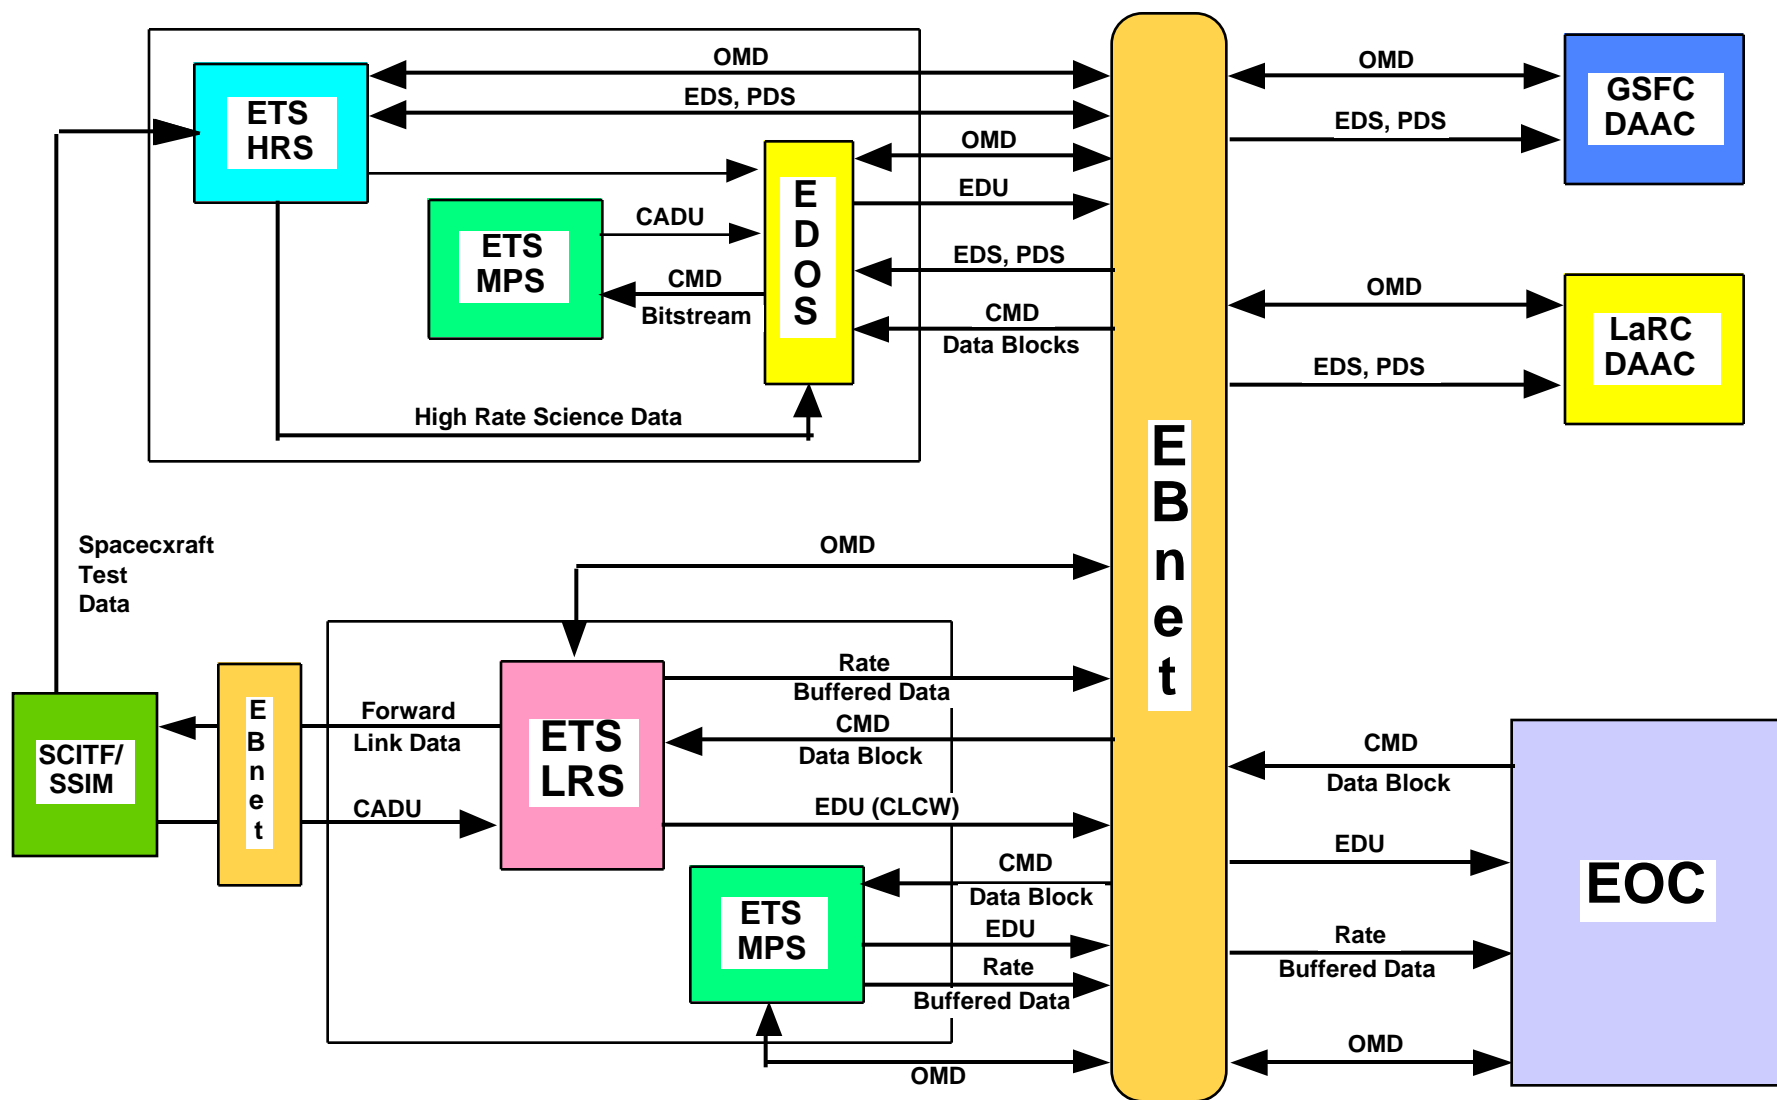 OMD
ETS
HRS
EDS, PDS
OMD
EDU
E
D
O
S
CADU
ETS
MPS
CMD
Bitstream
EDS, PDS
CMD
Data Blocks
High Rate Science Data
E
B
n
e
t
OMD
GSFC
DAAC
EDS, PDS
OMD
LaRC
DAAC
EDS, PDS
Spacecxraft
Test
Data
OMD
SCITF/
SSIM
E
B
n
e
t
Forward
Link Data
CADU
ETS
LRS
Rate
Buffered Data
CMD
Data Block
EDU (CLCW)
ETS
MPS
CMD
Data Block
EDU
Rate
Buffered Data
OMD
CMD
Data Block
EDU
EOC
Rate
Buffered Data
OMD